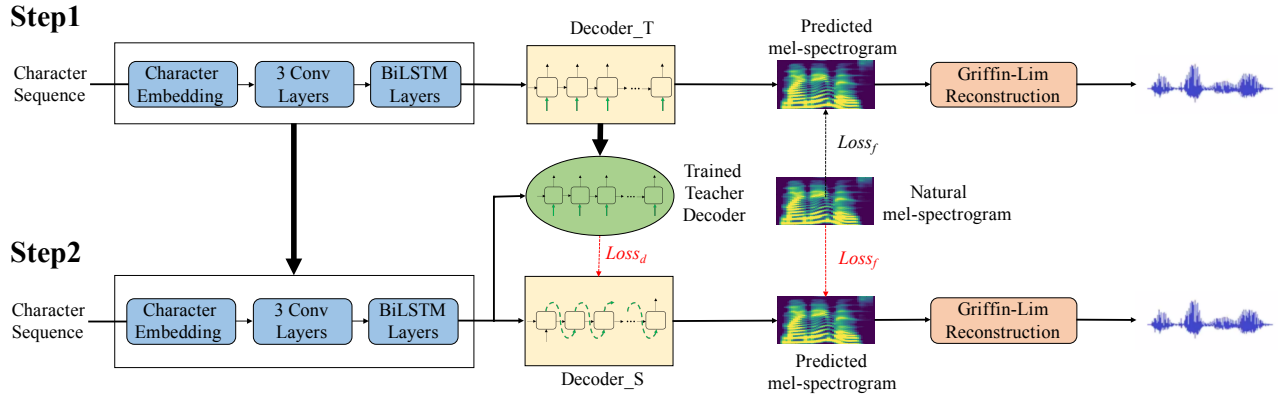 Step1
Character
Sequence
Character
Embedding
3 Conv
Layers
BiLSTM
Layers
Decoder_T
Predicted
mel-spectrogram
Griffin-Lim
Reconstruction
Loss_f
Trained
Teacher
Decoder
Natural
mel-spectrogram
Step2
Loss_d
Loss_f
Character
Sequence
Character
Embedding
3 Conv
Layers
BiLSTM
Layers
Decoder_S
Predicted
mel-spectrogram
Griffin-Lim
Reconstruction